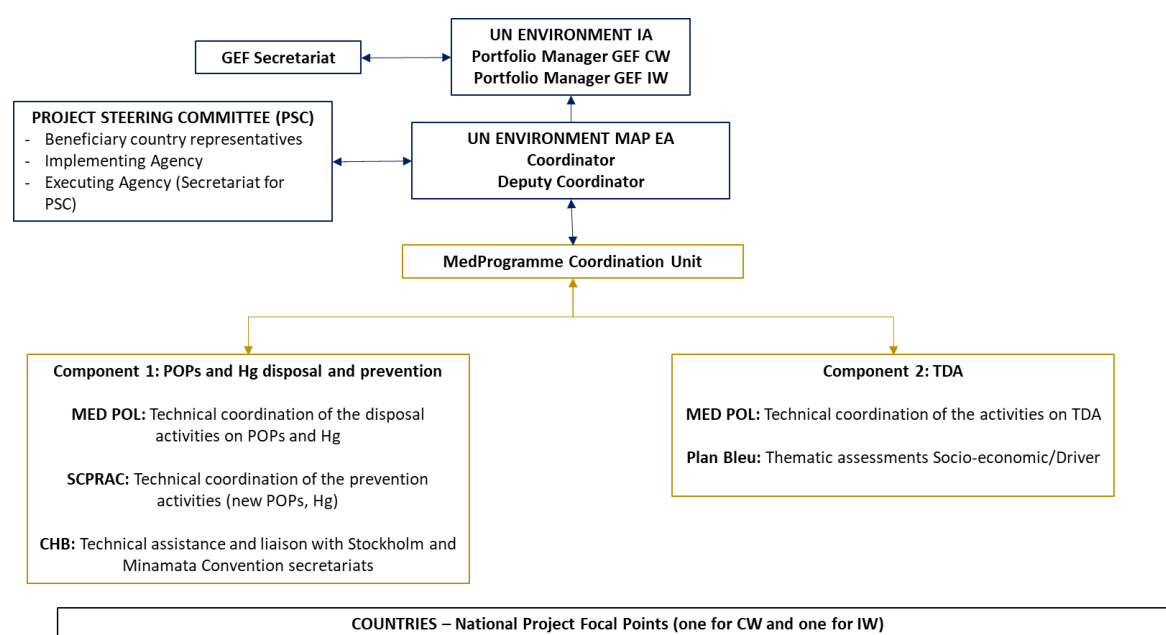 UN ENVIRONMENT IA
Portfolio Manager GEF CW
Portfolio Manager GEF IW
GEF Secretariat
PROJECT STEERING COMMITTEE (PSC)
- Beneficiary country representatives
- Implementing Agency
- Executing Agency (Secretariat for
PSC)
UN ENVIRONMENT MAP EA
Coordinator
Deputy Coordinator
MedProgramme Coordination Unit
Component 1: POPs and Hg disposal and prevention
MED POL: Technical coordination of the disposal
activities on POPs and Hg
SCPRAC: Technical coordination of the prevention
activities (new POPs, Hg)
CHB: Technical assistance and liaison with Stockholm and
Minamata Convention secretariats
Component 2: TDA
MED POL: Technical coordination of the activities on TDA
Plan Bleu: Thematic assessments Socio-economic/Driver
COUNTRIES – National Project Focal Points (one for CW and one for IW)